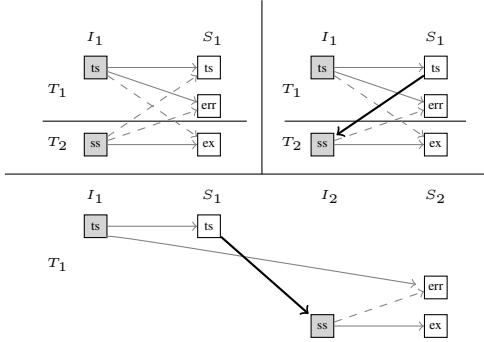 I1 S1 I1 S1
ts ts ts ts
T1 T1
err err
T2 ss ex T2 ss ex
I1 S1 I2 S2
ts ts
T1
err
ss ex